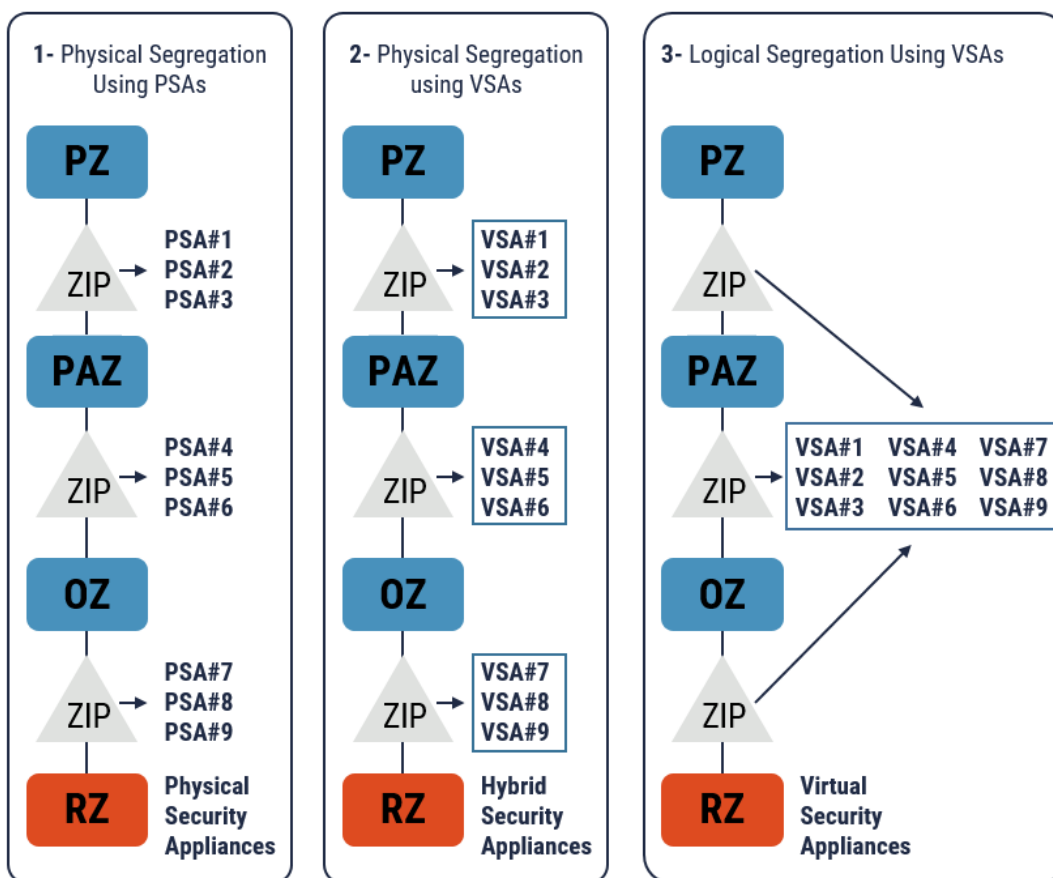 1- Physical Segregation
Using PSAs
PZ
ZIP
PSA#1
PSA#2
PSA#3
PAZ
ZIP
PSA#4
PSA#5
PSA#6
OZ
ZIP
PSA#7
PSA#8
PSA#9
RZ
Physical
Security
Appliances
2- Physical Segregation
using VSAs
PZ
ZIP
VSA#1
VSA#2
VSA#3
PAZ
ZIP
VSA#4
VSA#5
VSA#6
OZ
ZIP
VSA#7
VSA#8
VSA#9
RZ
Hybrid
Security
Appliances
3- Logical Segregation Using VSAs
PZ
ZIP
PAZ
ZIP
VSA#1 VSA#4 VSA#7
VSA#2 VSA#5 VSA#8
VSA#3 VSA#6 VSA#9
OZ
ZIP
RZ
Virtual
Security
Appliances